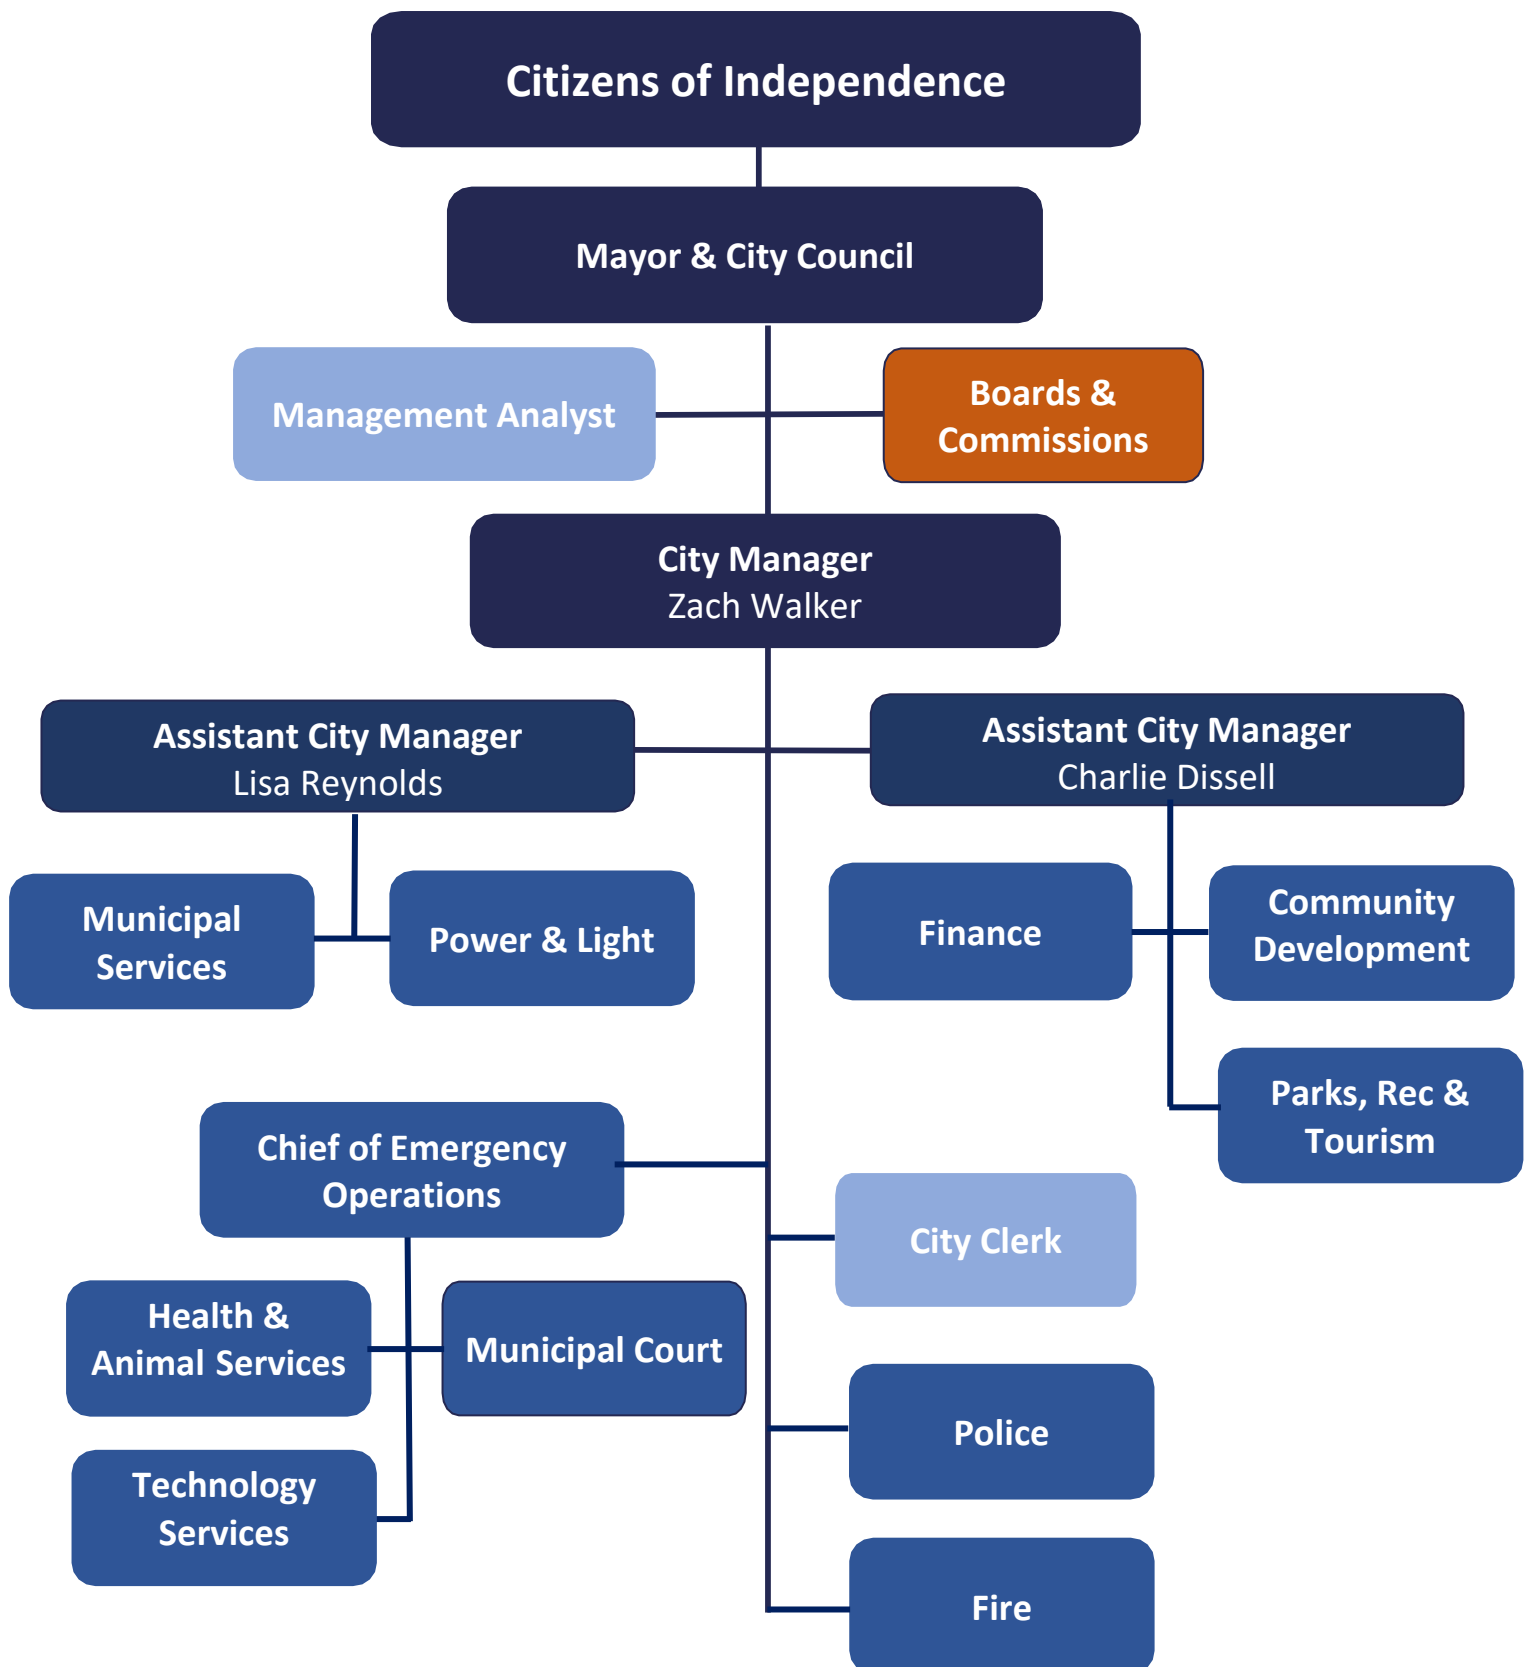 Citizens of Independence
Mayor & City Council
Management Analyst
Boards &
Commissions
City Manager
Zach Walker
Assistant City Manager
Lisa Reynolds
Assistant City Manager
Charlie Dissell
Municipal
Services
Power & Light
Finance
Community
Development
Parks, Rec &
Tourism
Chief of Emergency
Operations
City Clerk
Health &
Animal Services
Municipal Court
Police
Technology
Services
Fire